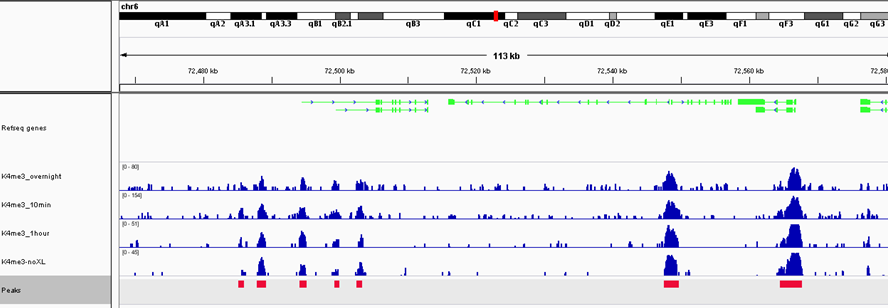 chr6
qA1 qA2 qA3.1 qA3.3 qB1 qB2.1 qB3 qC1 qC2 qC3 qD1 qD2 qE1 qE3 qF1 qF3 qG1 qG2 qG3
113 kb
72,480 kb 72,500 kb 72,520 kb 72,540 kb 72,560 kb 72,580
Refseq genes
[0 - 80]
K4me3_overnight
[0 - 154]
K4me3_10min
[0 - 51]
K4me3_1hour
[0 - 45]
K4me3-noXL
Peaks